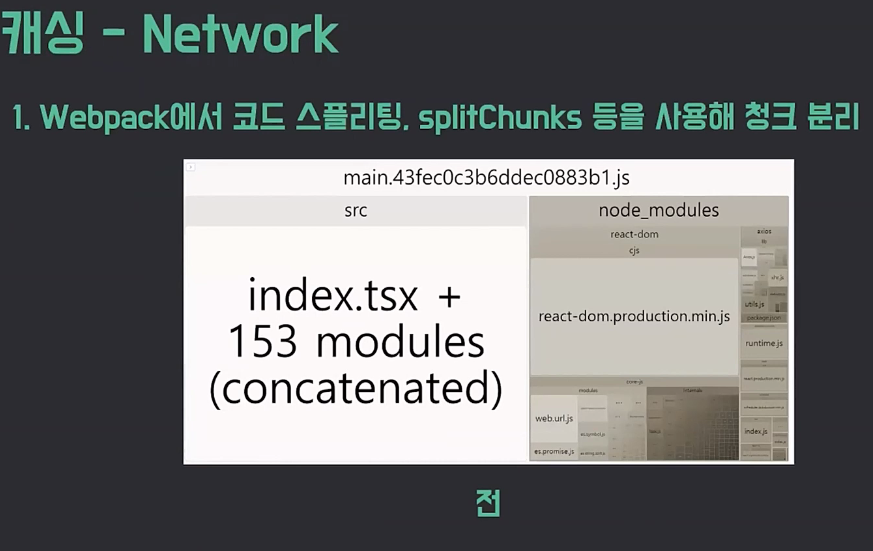 캐싱 - Network
1. Webpack에서 코드 스플리팅, splitChunks 등을 사용해 청크 분리
main.43fec0c3b6ddec0883b1.js
src
node_modules
react-dom
cjs
axios
lib
index.tsx +
153 modules
(concatenated)
react-dom.production.min.js
utils.js
package.json
runtime.js
core-js
modules
internals
web.url.js
es.symbol.js
es.promise.js
index.js
전